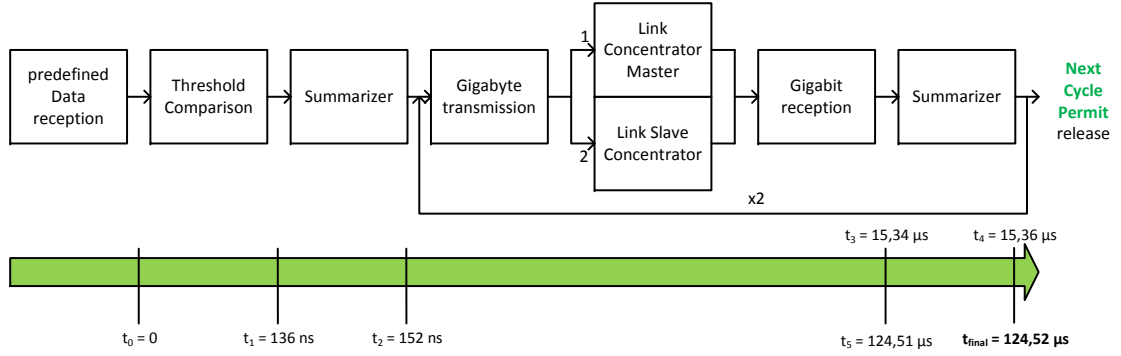 predefined
Data
reception
Threshold
Comparison
Summarizer
Gigabyte
transmission
1
Link
Concentrator
Master
2
Link Slave
Concentrator
Gigabit
reception
Summarizer
Next
Cycle
Permit
release
x2
t₃ = 15,34 µs
t₄ = 15,36 µs
t₀ = 0
t₁ = 136 ns
t₂ = 152 ns
t₅ = 124,51 µs
t_final = 124,52 µs